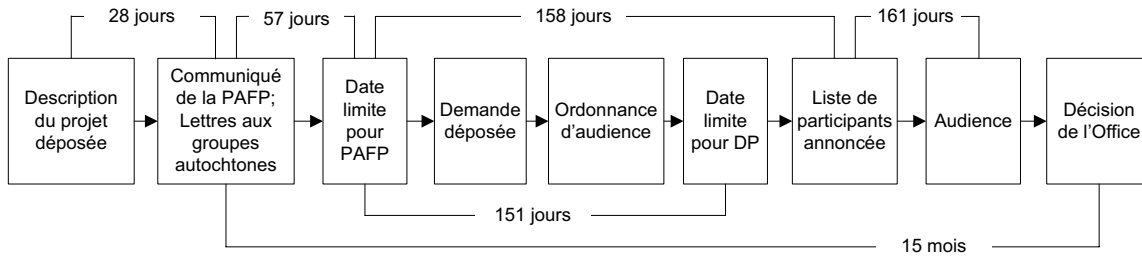 28 jours
57 jours
158 jours
161 jours
Description
du projet
déposée
Communiqué
de la PAFP;
Lettres aux
groupes
autochtones
Date
limite
pour
PAFP
Demande
déposée
Ordonnance
d'audience
Date
limite
pour DP
Liste de
participants
annoncée
Audience
Décision
de l'Office
151 jours
15 mois